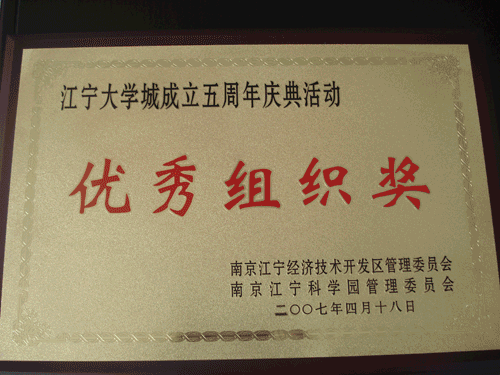 江宁大学城成立五周年庆典活动
优秀组织奖
南京江宁经济技术开发区管理委员会
南京江宁科学园管理委员会
二〇〇七年四月十八日